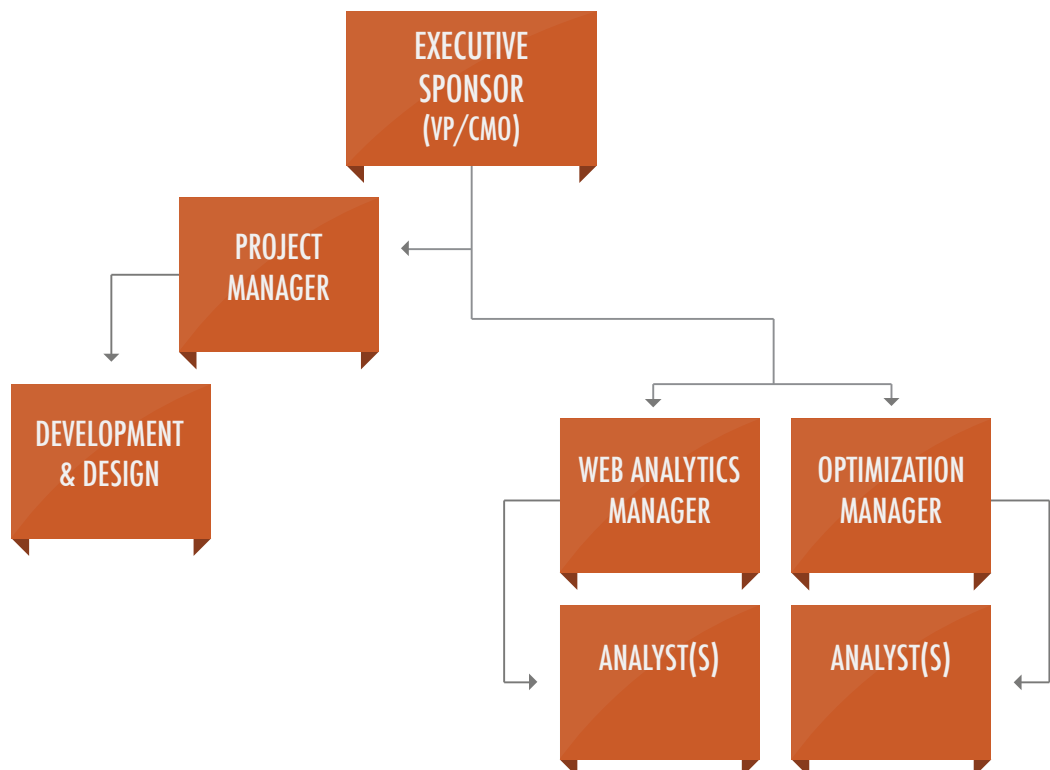 EXECUTIVE
SPONSOR
(VP/CMO)
PROJECT
MANAGER
DEVELOPMENT
& DESIGN
WEB ANALYTICS
MANAGER
OPTIMIZATION
MANAGER
ANALYST(S)
ANALYST(S)